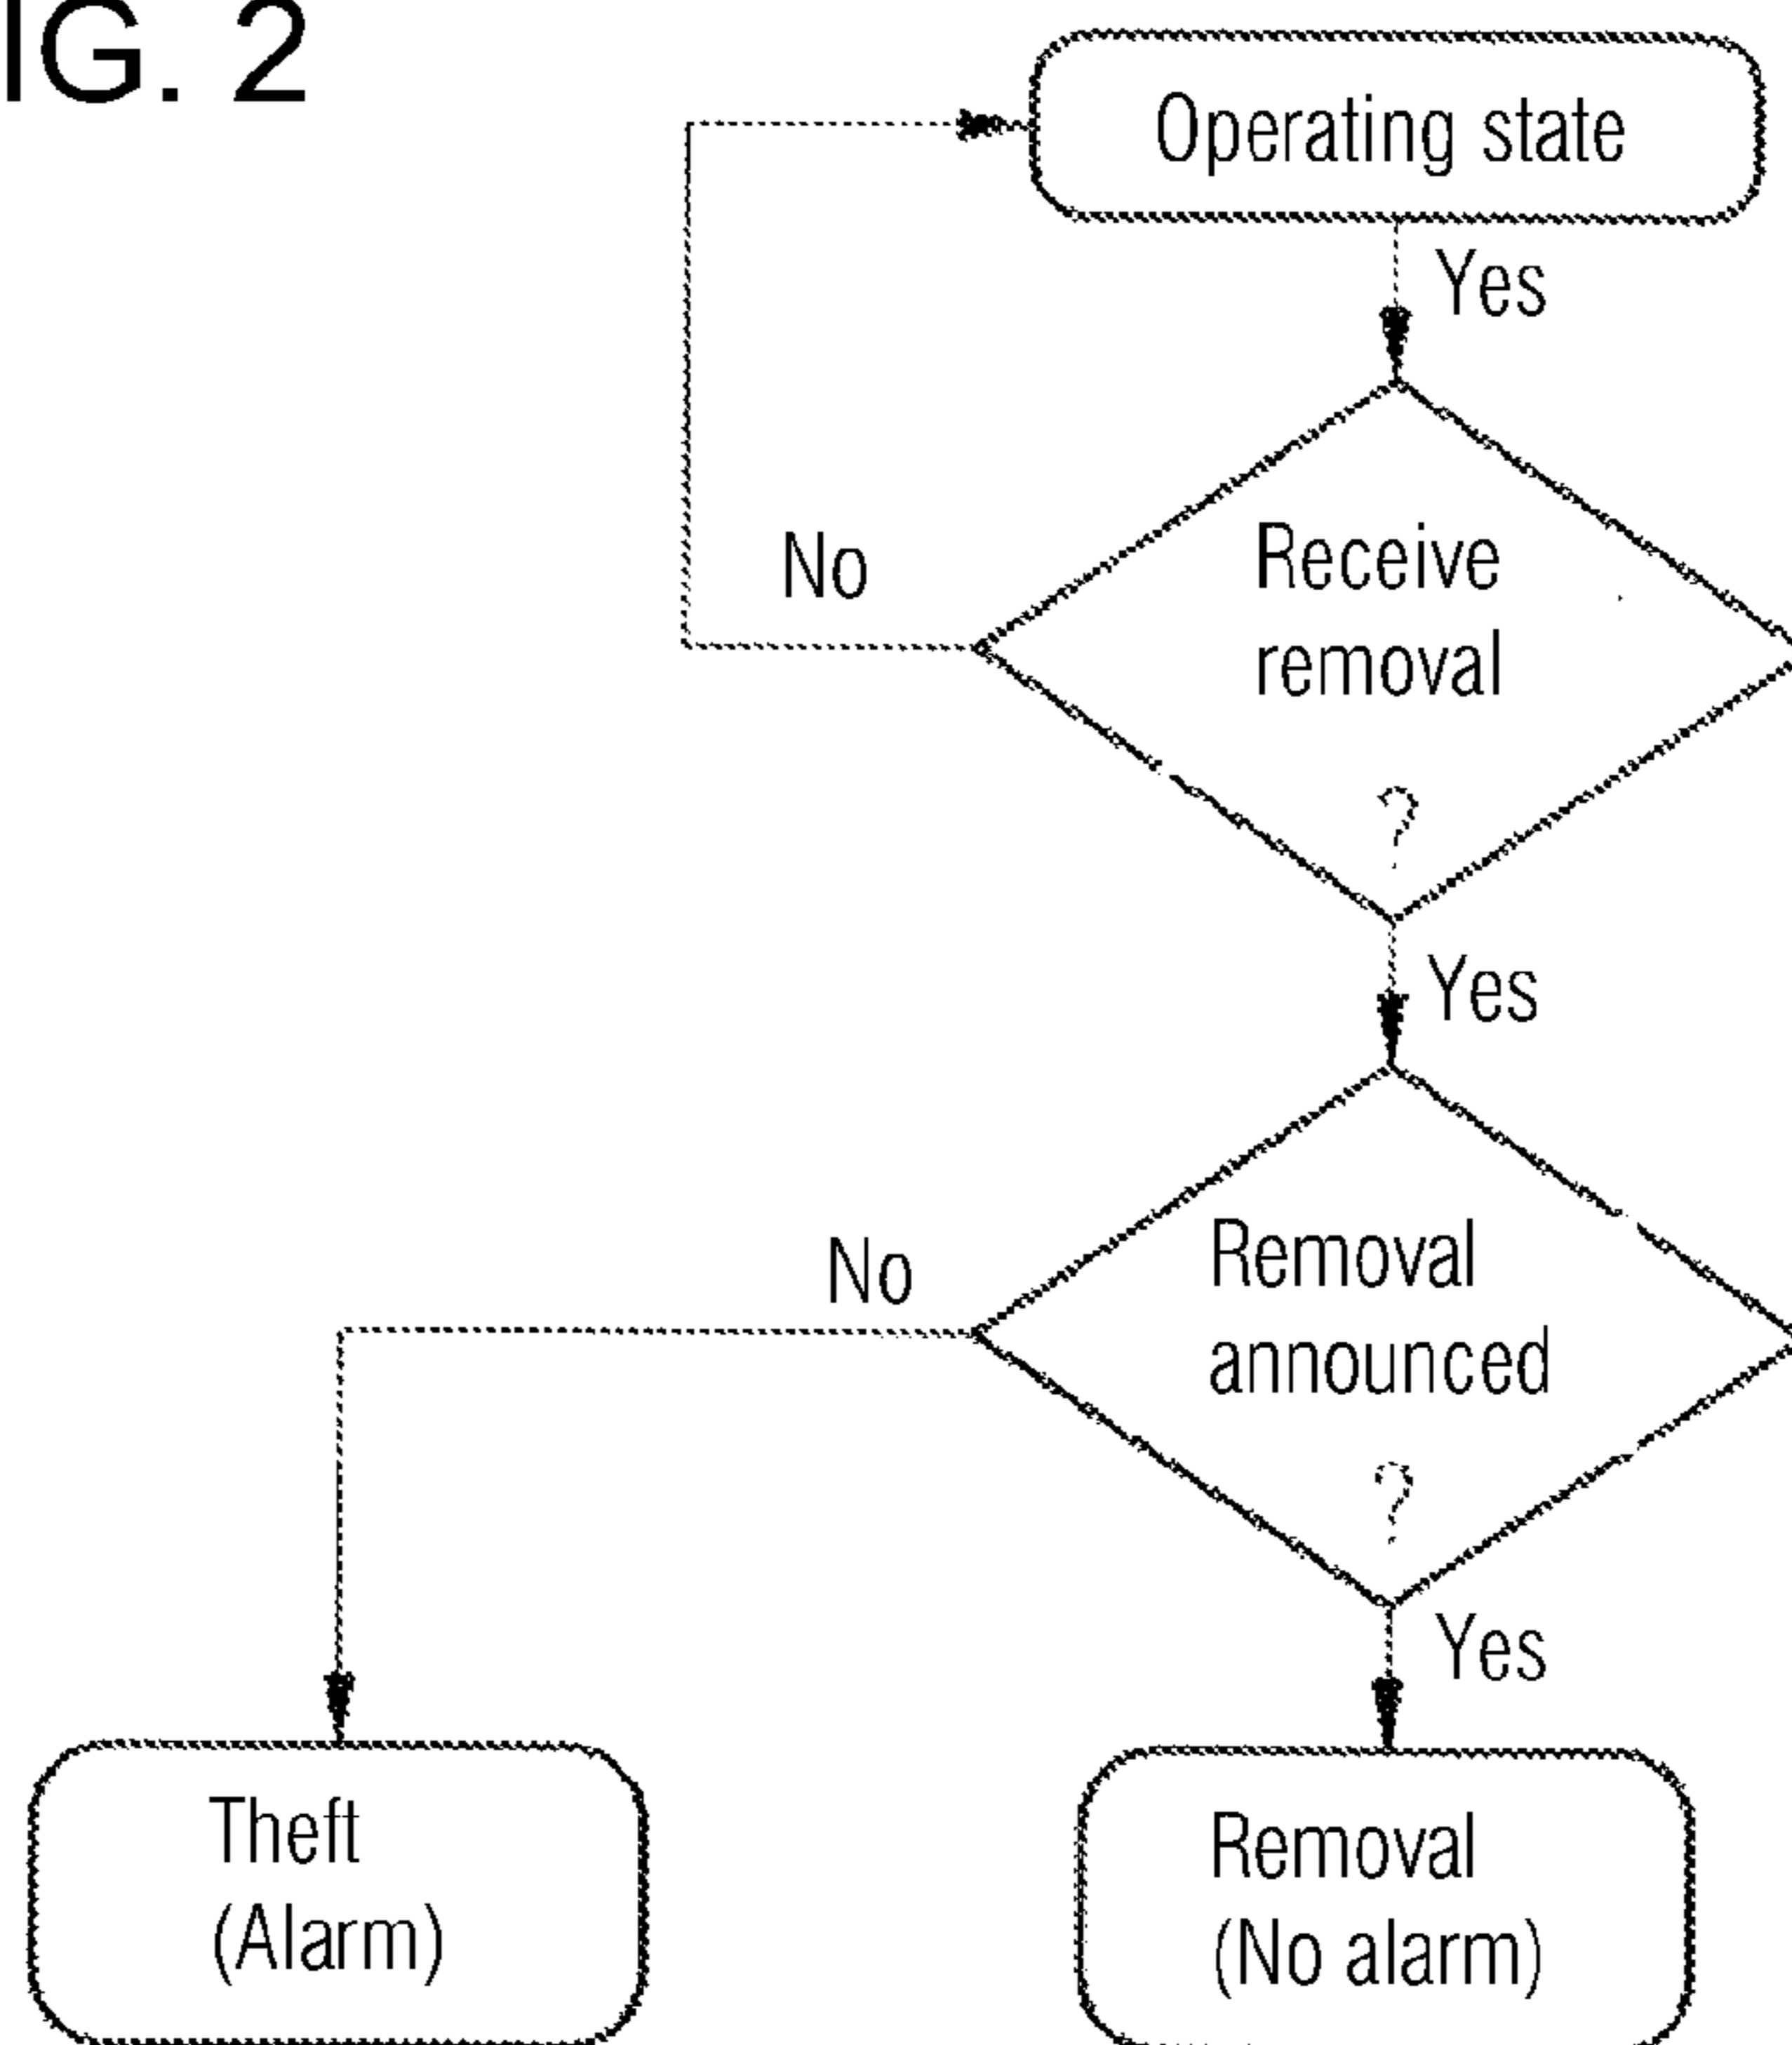 IG. 2
Operating state
Yes
No
Receive
removal
?
Yes
No
Removal
announced
?
Yes
Theft
(Alarm)
Removal
(No alarm)